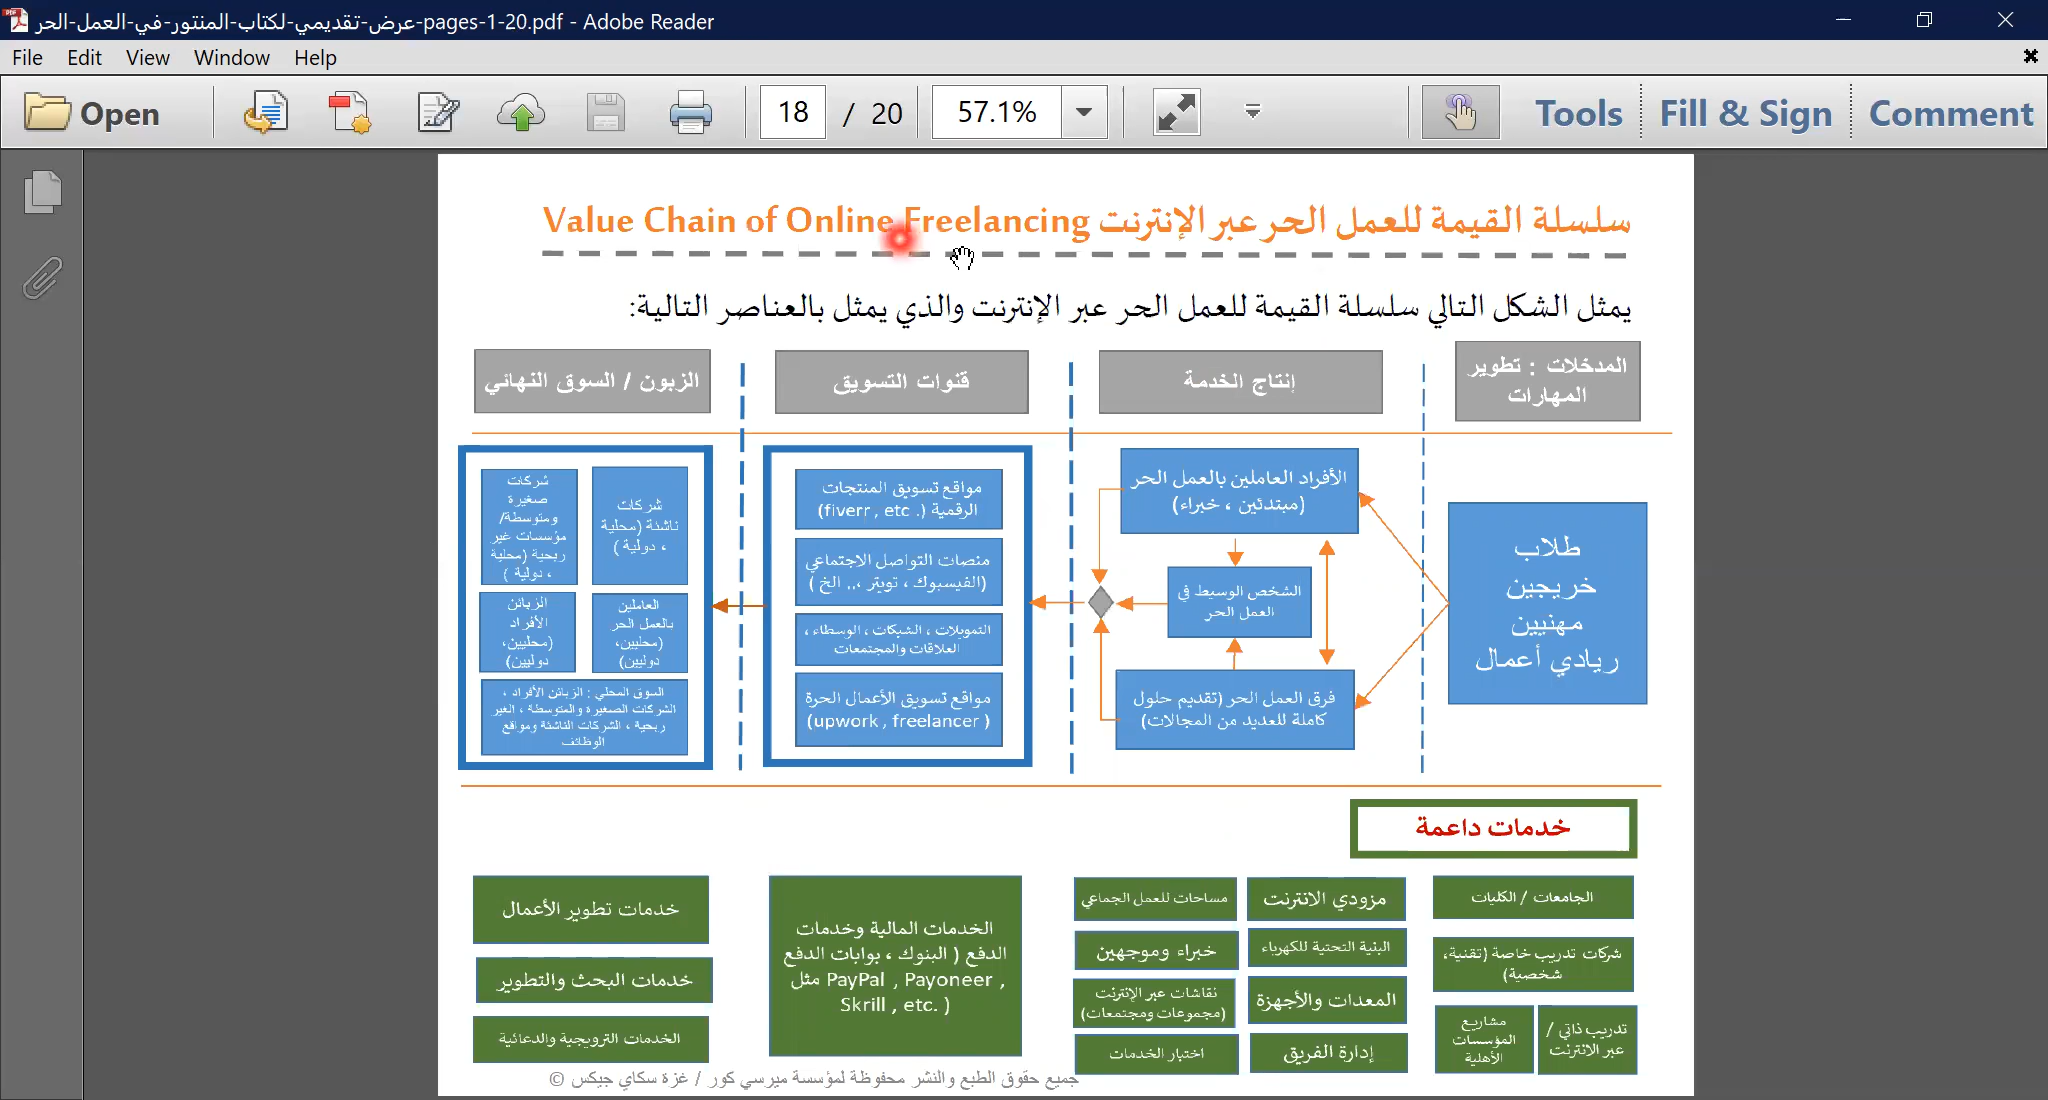 عرض-تقديمي-لكتاب-المنتور-في-العمل-الحر-pages-1-20.pdf - Adobe Reader
File Edit View Window Help
Open
18 / 20
57.1%
Tools
Fill & Sign
Comment
سلسلة القيمة للعمل الحر عبر الإنترنت Value Chain of Online Freelancing
يمثل الشكل التالي سلسلة القيمة للعمل الحر عبر الإنترنت والذي يمثل بالعناصر التالية:
المدخلات : تطوير
المهارات
إنتاج الخدمة
قنوات التسويق
الزبون / السوق النهائي
طلاب
خريجين
مهنيين
ريادي أعمال
الأفراد العاملين بالعمل الحر
(مبتدئين ، خبراء)
الشخص الوسيط في
العمل الحر
فرق العمل الحر (تقديم حلول
كاملة للعديد من المجالات)
مواقع تسويق المنتجات
الرقمية (fiverr , etc .)
منصات التواصل الاجتماعي
(الفيسبوك ، تويتر ،,, الخ )
التمويلات ، الشبكات ، الوسطاء ،
العلاقات والمجتمعات
مواقع تسويق الأعمال الحرة
(upwork , freelancer )
شركات
ناشئة (محلية
، دولية )
شركات
صغيرة
ومتوسطة/
مؤسسات غير
ربحية (محلية
، دولية )
العاملين
بالعمل الحر
(محليين،
دوليين)
الزبائن
الأفراد
(محليين،
دوليين)
السوق المحلي : الزبائن الأفراد ،
الشركات الصغيرة والمتوسطة ، الغير
ربحية ، الشركات الناشئة ومواقع
الوظائف
خدمات داعمة
الجامعات / الكليات
شركات تدريب خاصة (تقنية،
شخصية)
تدريب ذاتي /
عبر الانترنت
مشاريع
المؤسسات
الأهلية
مزودي الانترنت
البنية التحتية للكهرباء
المعدات والأجهزة
إدارة الفريق
مساحات للعمل الجماعي
خبراء وموجهين
نقاشات عبر الإنترنت
(مجموعات ومجتمعات)
اختبار الخدمات
الخدمات المالية وخدمات
الدفع ( البنوك ، بوابات الدفع
مثل PayPal , Payoneer ,
Skrill , etc. )
خدمات تطوير الأعمال
خدمات البحث والتطوير
الخدمات الترويجية والدعائية
جميع حقوق الطبع والنشر محفوظة لمؤسسة ميرسي كور / غزة سكاي جيكس ©